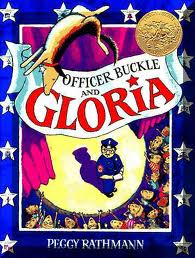 OFFICER BUCKLE
AND
GLORIA
PEGGY RATHMANN